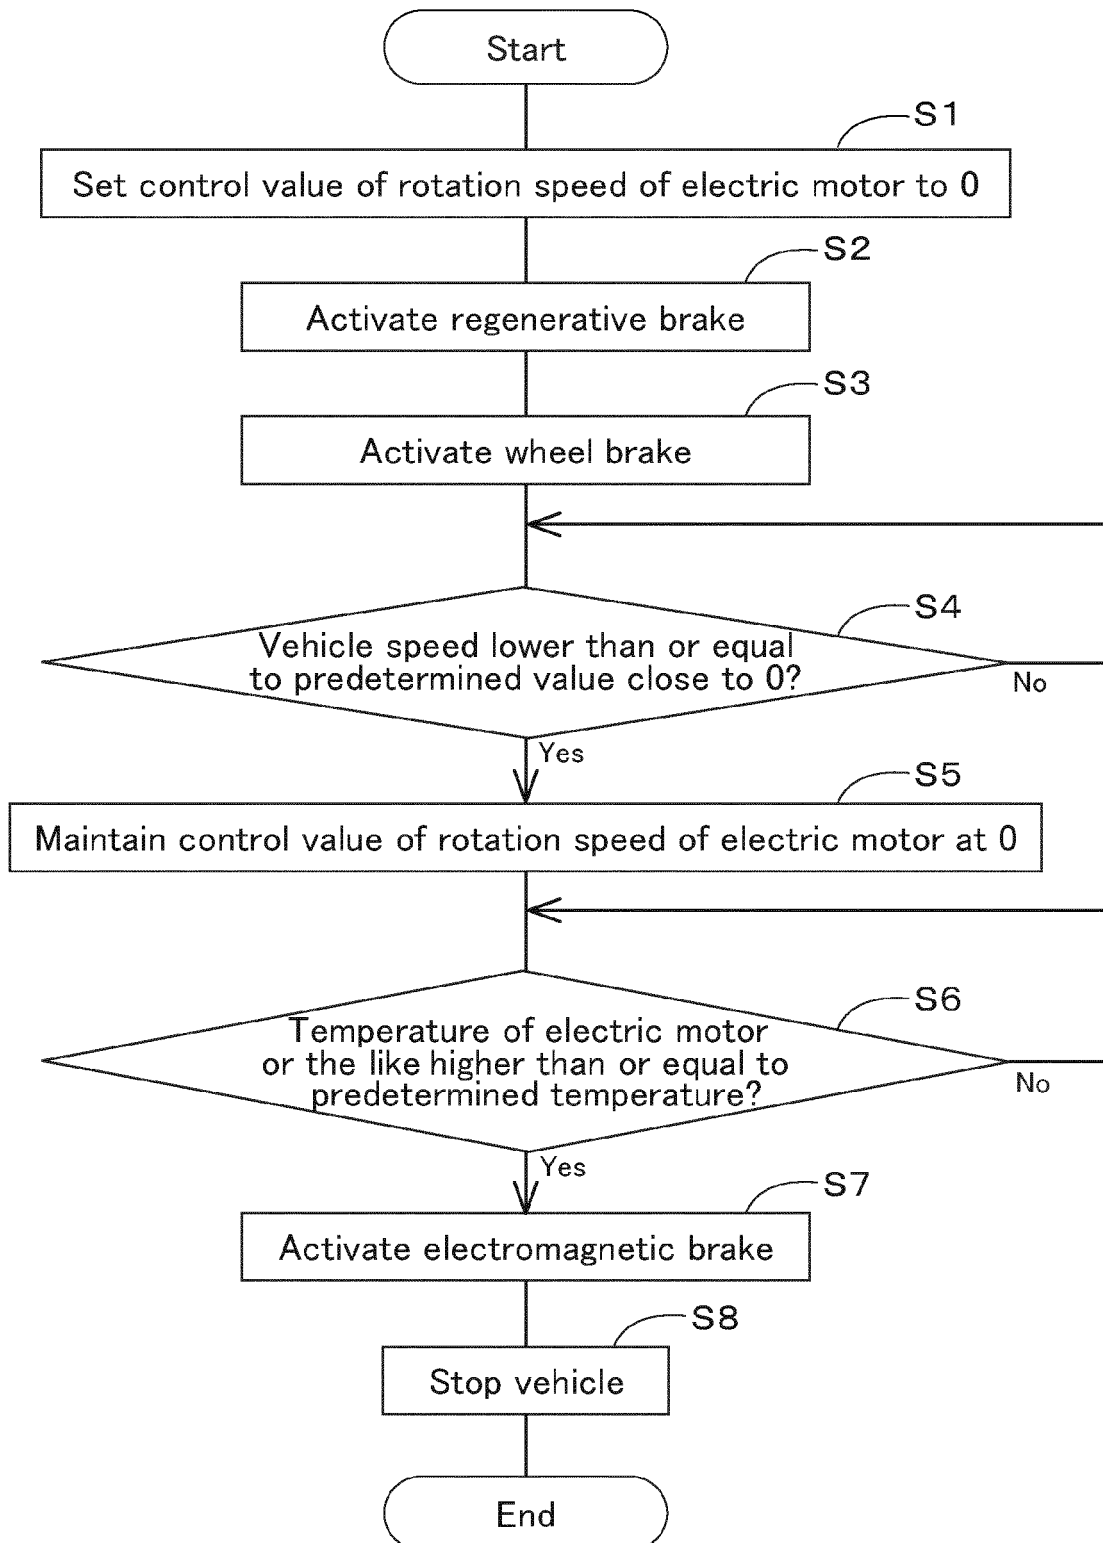 Start
S1
Set control value of rotation speed of electric motor to 0
S2
Activate regenerative brake
S3
Activate wheel brake
S4
Vehicle speed lower than or equal
to predetermined value close to 0?
No
Yes
S5
Maintain control value of rotation speed of electric motor at 0
S6
Temperature of electric motor
or the like higher than or equal to
predetermined temperature?
No
Yes
S7
Activate electromagnetic brake
S8
Stop vehicle
End